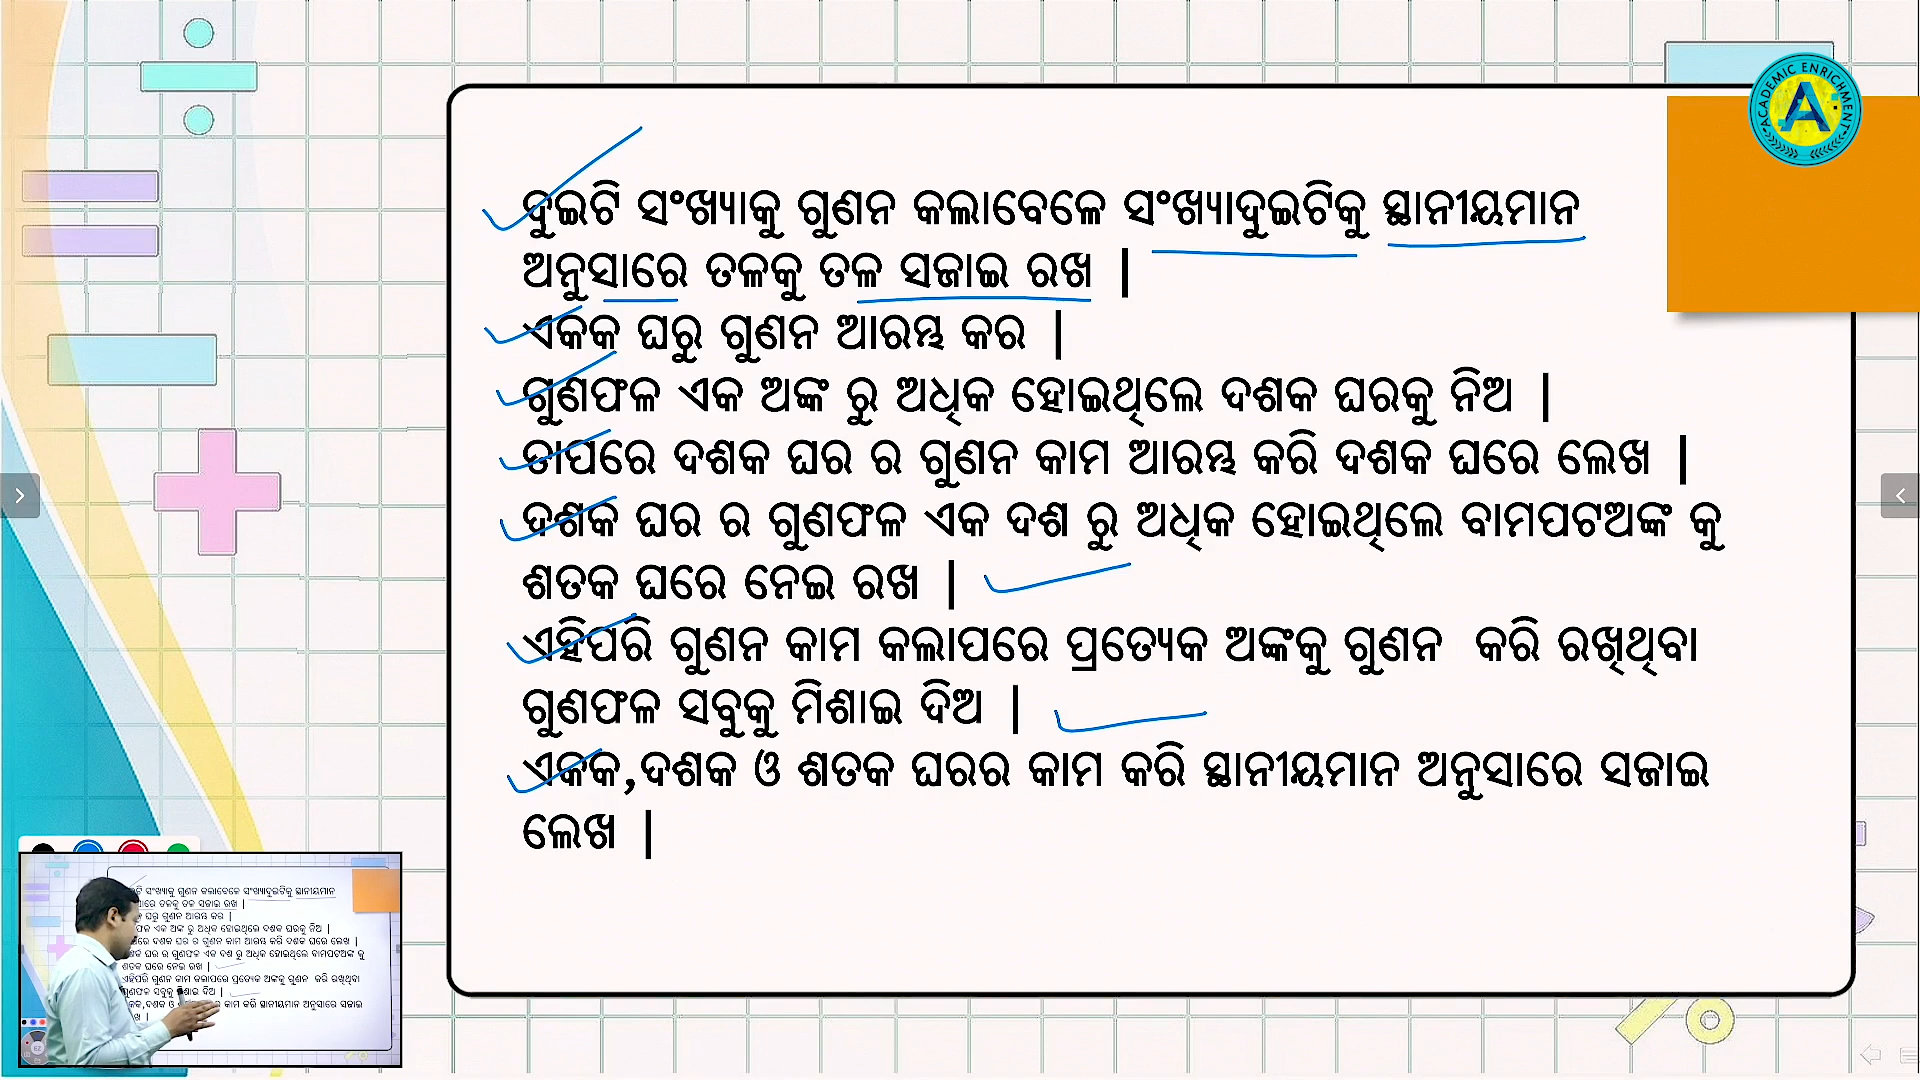 ACADEMIC ENRICHMENT
ଦୁଇଟି ସଂଖ୍ୟାକୁ ଗୁଣନ କଲାବେଳେ ସଂଖ୍ୟାଦୁଇଟିକୁ ସ୍ଥାନୀୟମାନ
ଅନୁସାରେ ତଳକୁ ତଳ ସଜାଇ ରଖ |
ଏକକ ଘରୁ ଗୁଣନ ଆରମ୍ଭ କର |
ଗୁଣଫଳ ଏକ ଅଙ୍କ ରୁ ଅଧିକ ହୋଇଥିଲେ ଦଶକ ଘରକୁ ନିଅ |
ତାପରେ ଦଶକ ଘର ର ଗୁଣନ କାମ ଆରମ୍ଭ କରି ଦଶକ ଘରେ ଲେଖ |
ଦଶକ ଘର ର ଗୁଣଫଳ ଏକ ଦଶ ରୁ ଅଧିକ ହୋଇଥିଲେ ବାମପଟଅଙ୍କ କୁ
ଶତକ ଘରେ ନେଇ ରଖ |
ଏହିପରି ଗୁଣନ କାମ କଲାପରେ ପ୍ରତ୍ୟେକ ଅଙ୍କକୁ ଗୁଣନ କରି ରଖିଥିବା
ଗୁଣଫଳ ସବୁକୁ ମିଶାଇ ଦିଅ |
ଏକକ,ଦଶକ ଓ ଶତକ ଘରର କାମ କରି ସ୍ଥାନୀୟମାନ ଅନୁସାରେ ସଜାଇ
ଲେଖ |